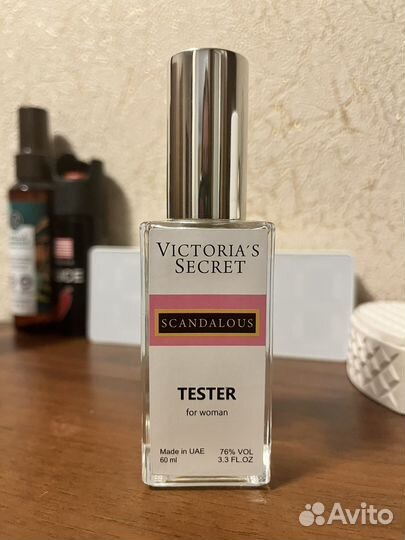 VICTORIA´S
SECRET
SCANDALOUS
TESTER
for woman
Made in UAE 76% VOL
60 ml 3.3 FL.OZ
Avito